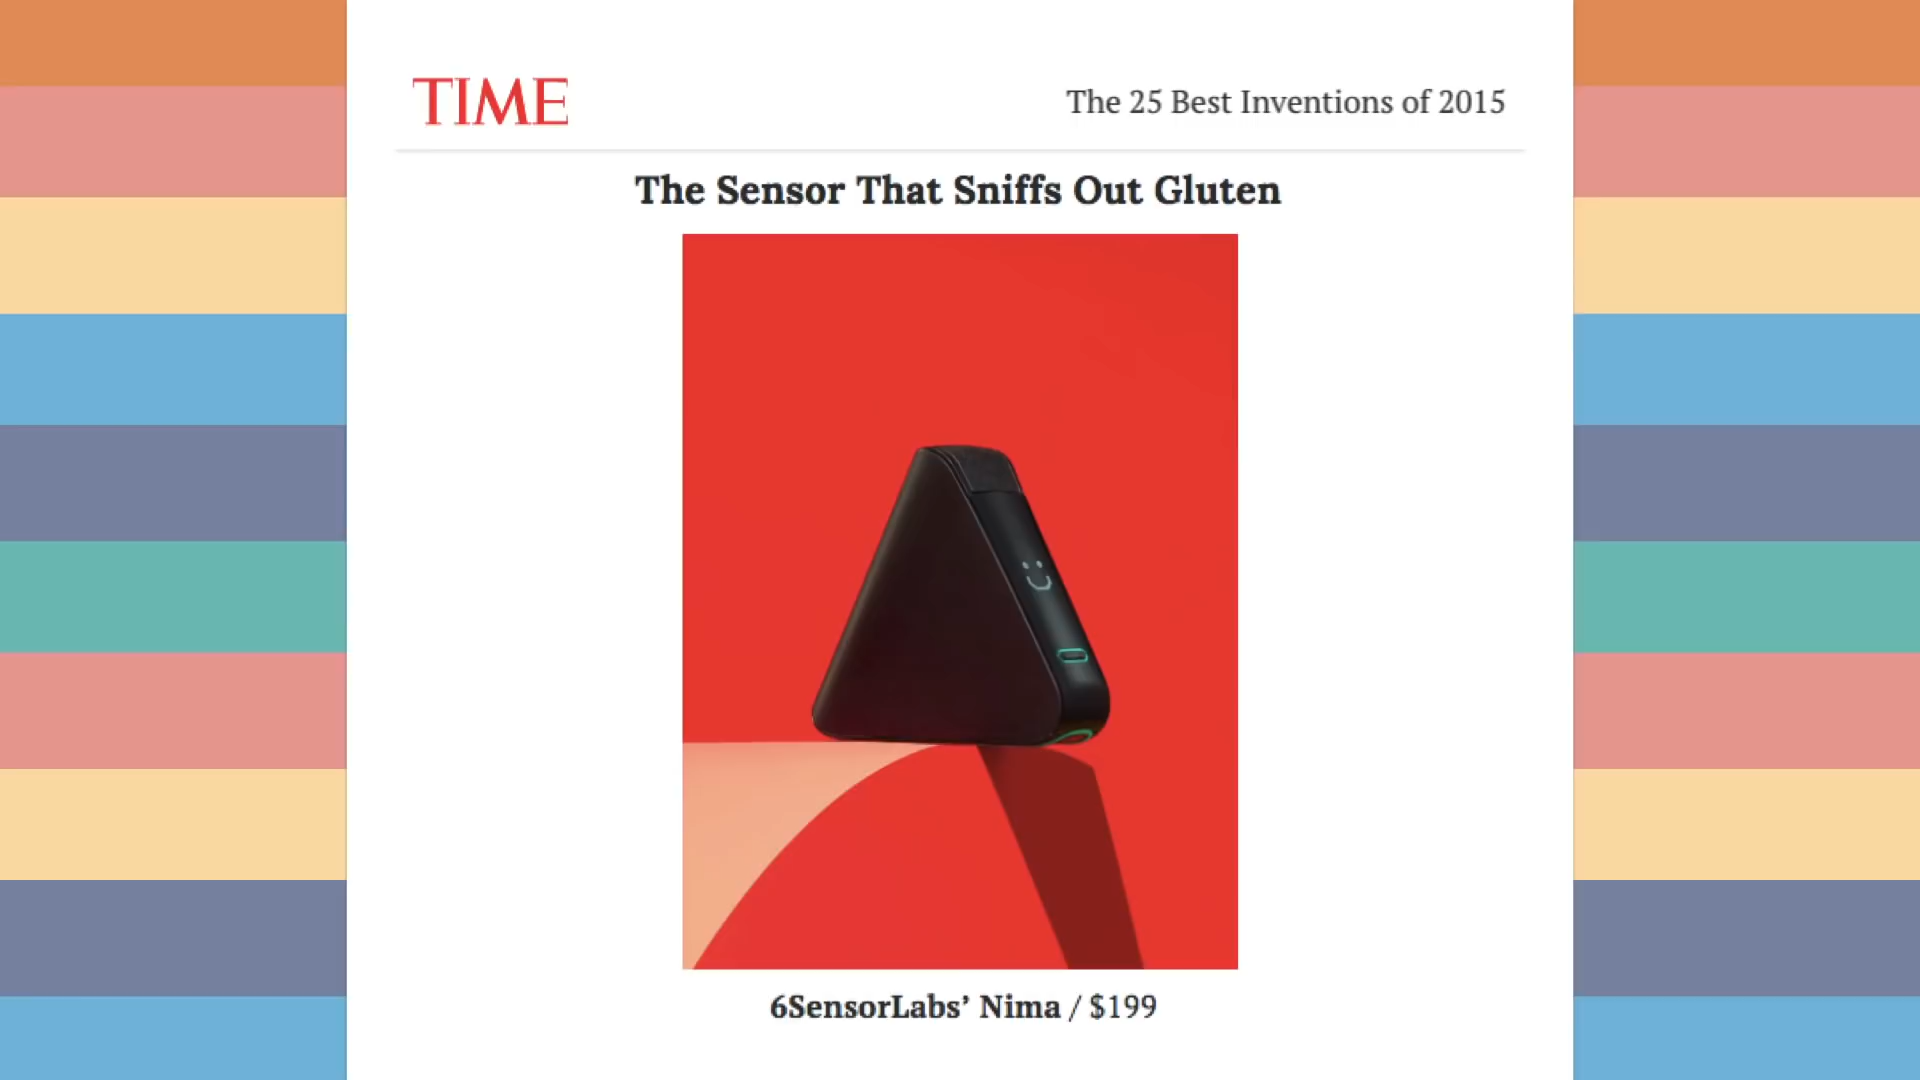 TIME
The 25 Best Inventions of 2015
The Sensor That Sniffs Out Gluten
6SensorLabs’ Nima / $199